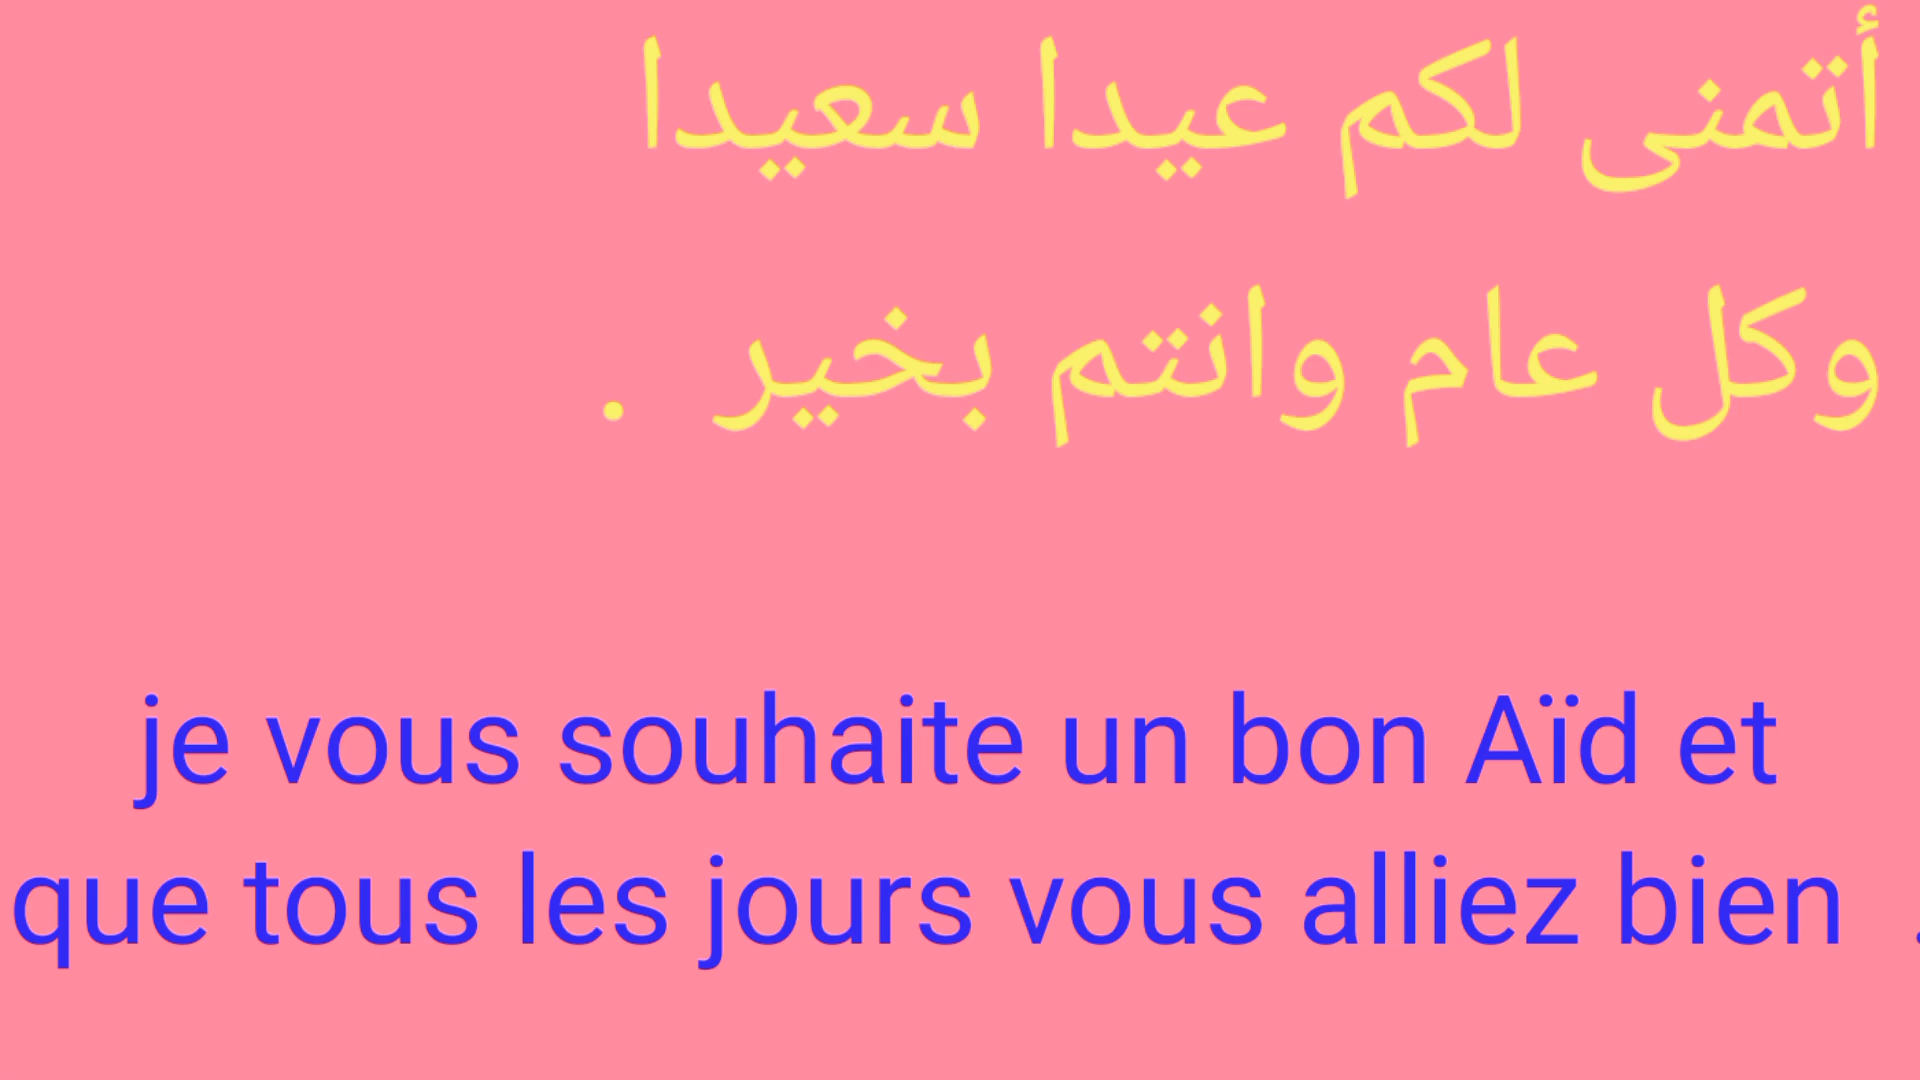 أتمنى لكم عيدا سعيدا
وكل عام وانتم بخير .
je vous souhaite un bon Aïd et
que tous les jours vous alliez bien .